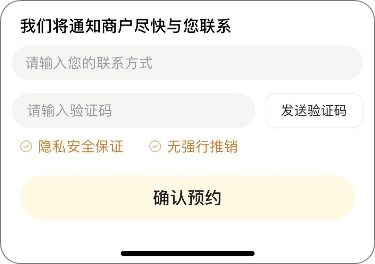 我们将通知商户尽快与您联系
请输入您的联系方式
请输入验证码
发送验证码
隐私安全保证
无强行推销
确认预约